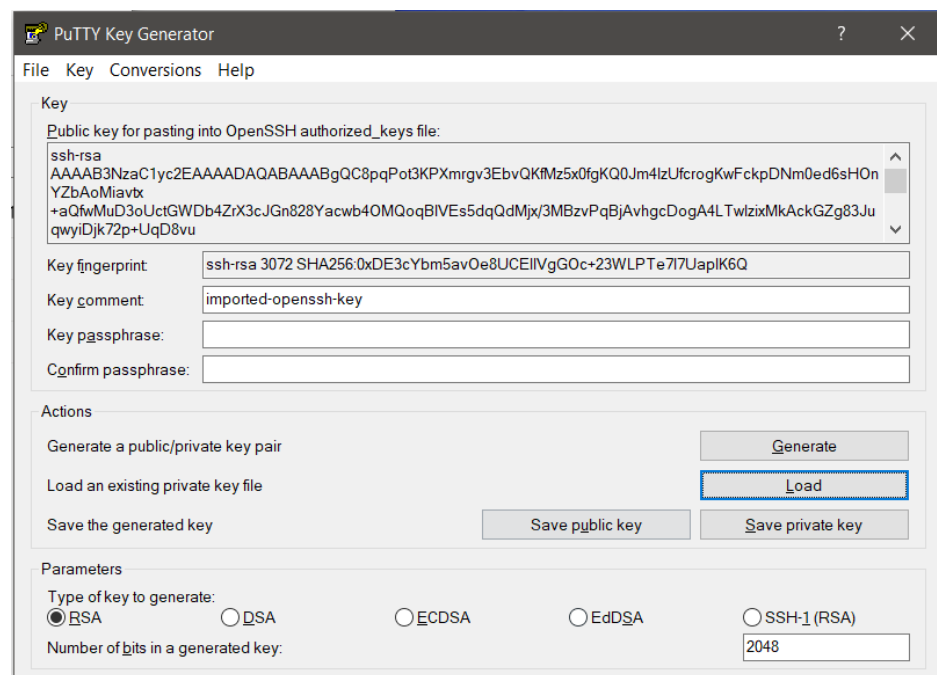 PuTTY Key Generator ? ×
File Key Conversions Help
Key
Public key for pasting into OpenSSH authorized_keys file:
ssh-rsa
AAAAB3NzaC1yc2EAAAADAQABAAABgQC8pqPot3KPXmrgv3EbvQKfMz5x0fgKQ0Jm4IzUfcrogKwFckpDNm0ed6sHOn
YZbAoMiavtx
+aQfwMuD3oUctGWDb4ZrX3cJGn828Yacwb4OMQoqBIVEs5dqQdMjx/3MBzvPqBjAvhgcDogA4LTwlzixMkAckGZg83Ju
qwyiDjk72p+UqD8vu
Key fingerprint: ssh-rsa 3072 SHA256:0xDE3cYbm5avOe8UCEIIVgGOc+23WLPTe7I7UapIK6Q
Key comment: imported-openssh-key
Key passphrase:
Confirm passphrase:
Actions
Generate a public/private key pair Generate
Load an existing private key file Load
Save the generated key Save public key Save private key
Parameters
Type of key to generate:
RSA DSA ECDSA EdDSA SSH-1 (RSA)
Number of bits in a generated key: 2048